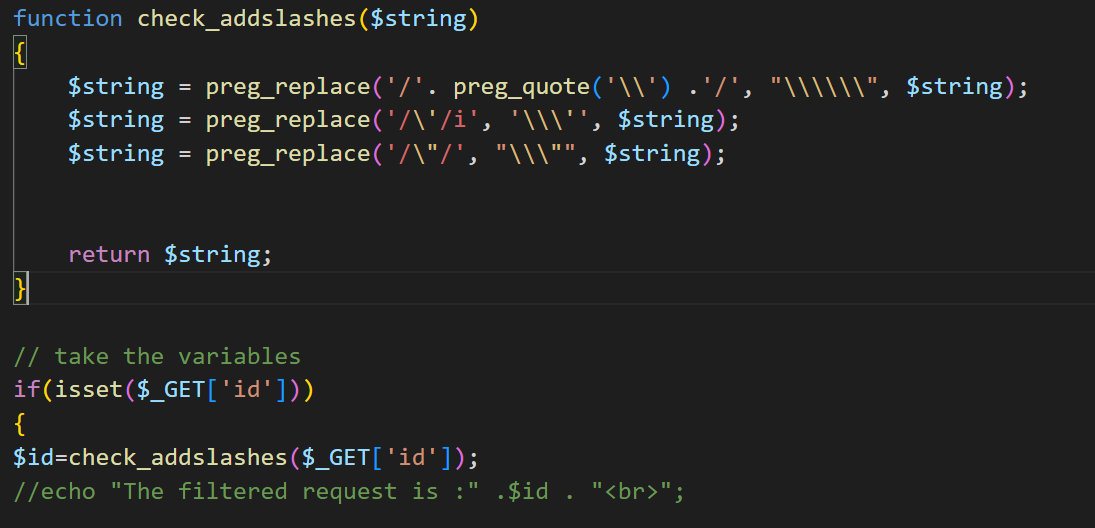 function check_addslashes($string)
{
    $string = preg_replace('/'. preg_quote('\\') .'/', "\\\\\\", $string);
    $string = preg_replace('/\'/i', '\\\'', $string);
    $string = preg_replace('/\"/', "\\\"", $string);
    return $string;
}
// take the variables
if(isset($_GET['id']))
{
$id=check_addslashes($_GET['id']);
//echo "The filtered request is :" .$id . "<br>";